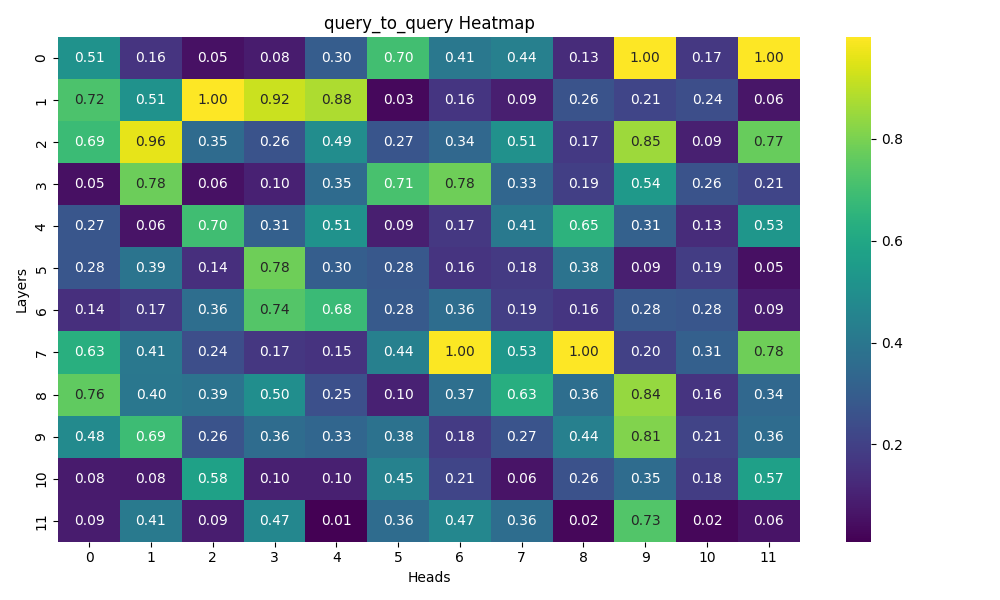 query_to_query Heatmap
Layers
0 0.51 0.16 0.05 0.08 0.30 0.70 0.41 0.44 0.13 1.00 0.17 1.00
1 0.72 0.51 1.00 0.92 0.88 0.03 0.16 0.09 0.26 0.21 0.24 0.06
2 0.69 0.96 0.35 0.26 0.49 0.27 0.34 0.51 0.17 0.85 0.09 0.77
3 0.05 0.78 0.06 0.10 0.35 0.71 0.78 0.33 0.19 0.54 0.26 0.21
4 0.27 0.06 0.70 0.31 0.51 0.09 0.17 0.41 0.65 0.31 0.13 0.53
5 0.28 0.39 0.14 0.78 0.30 0.28 0.16 0.18 0.38 0.09 0.19 0.05
6 0.14 0.17 0.36 0.74 0.68 0.28 0.36 0.19 0.16 0.28 0.28 0.09
7 0.63 0.41 0.24 0.17 0.15 0.44 1.00 0.53 1.00 0.20 0.31 0.78
8 0.76 0.40 0.39 0.50 0.25 0.10 0.37 0.63 0.36 0.84 0.16 0.34
9 0.48 0.69 0.26 0.36 0.33 0.38 0.18 0.27 0.44 0.81 0.21 0.36
10 0.08 0.08 0.58 0.10 0.10 0.45 0.21 0.06 0.26 0.35 0.18 0.57
11 0.09 0.41 0.09 0.47 0.01 0.36 0.47 0.36 0.02 0.73 0.02 0.06
0 1 2 3 4 5 6 7 8 9 10 11
Heads
0.8
0.6
0.4
0.2